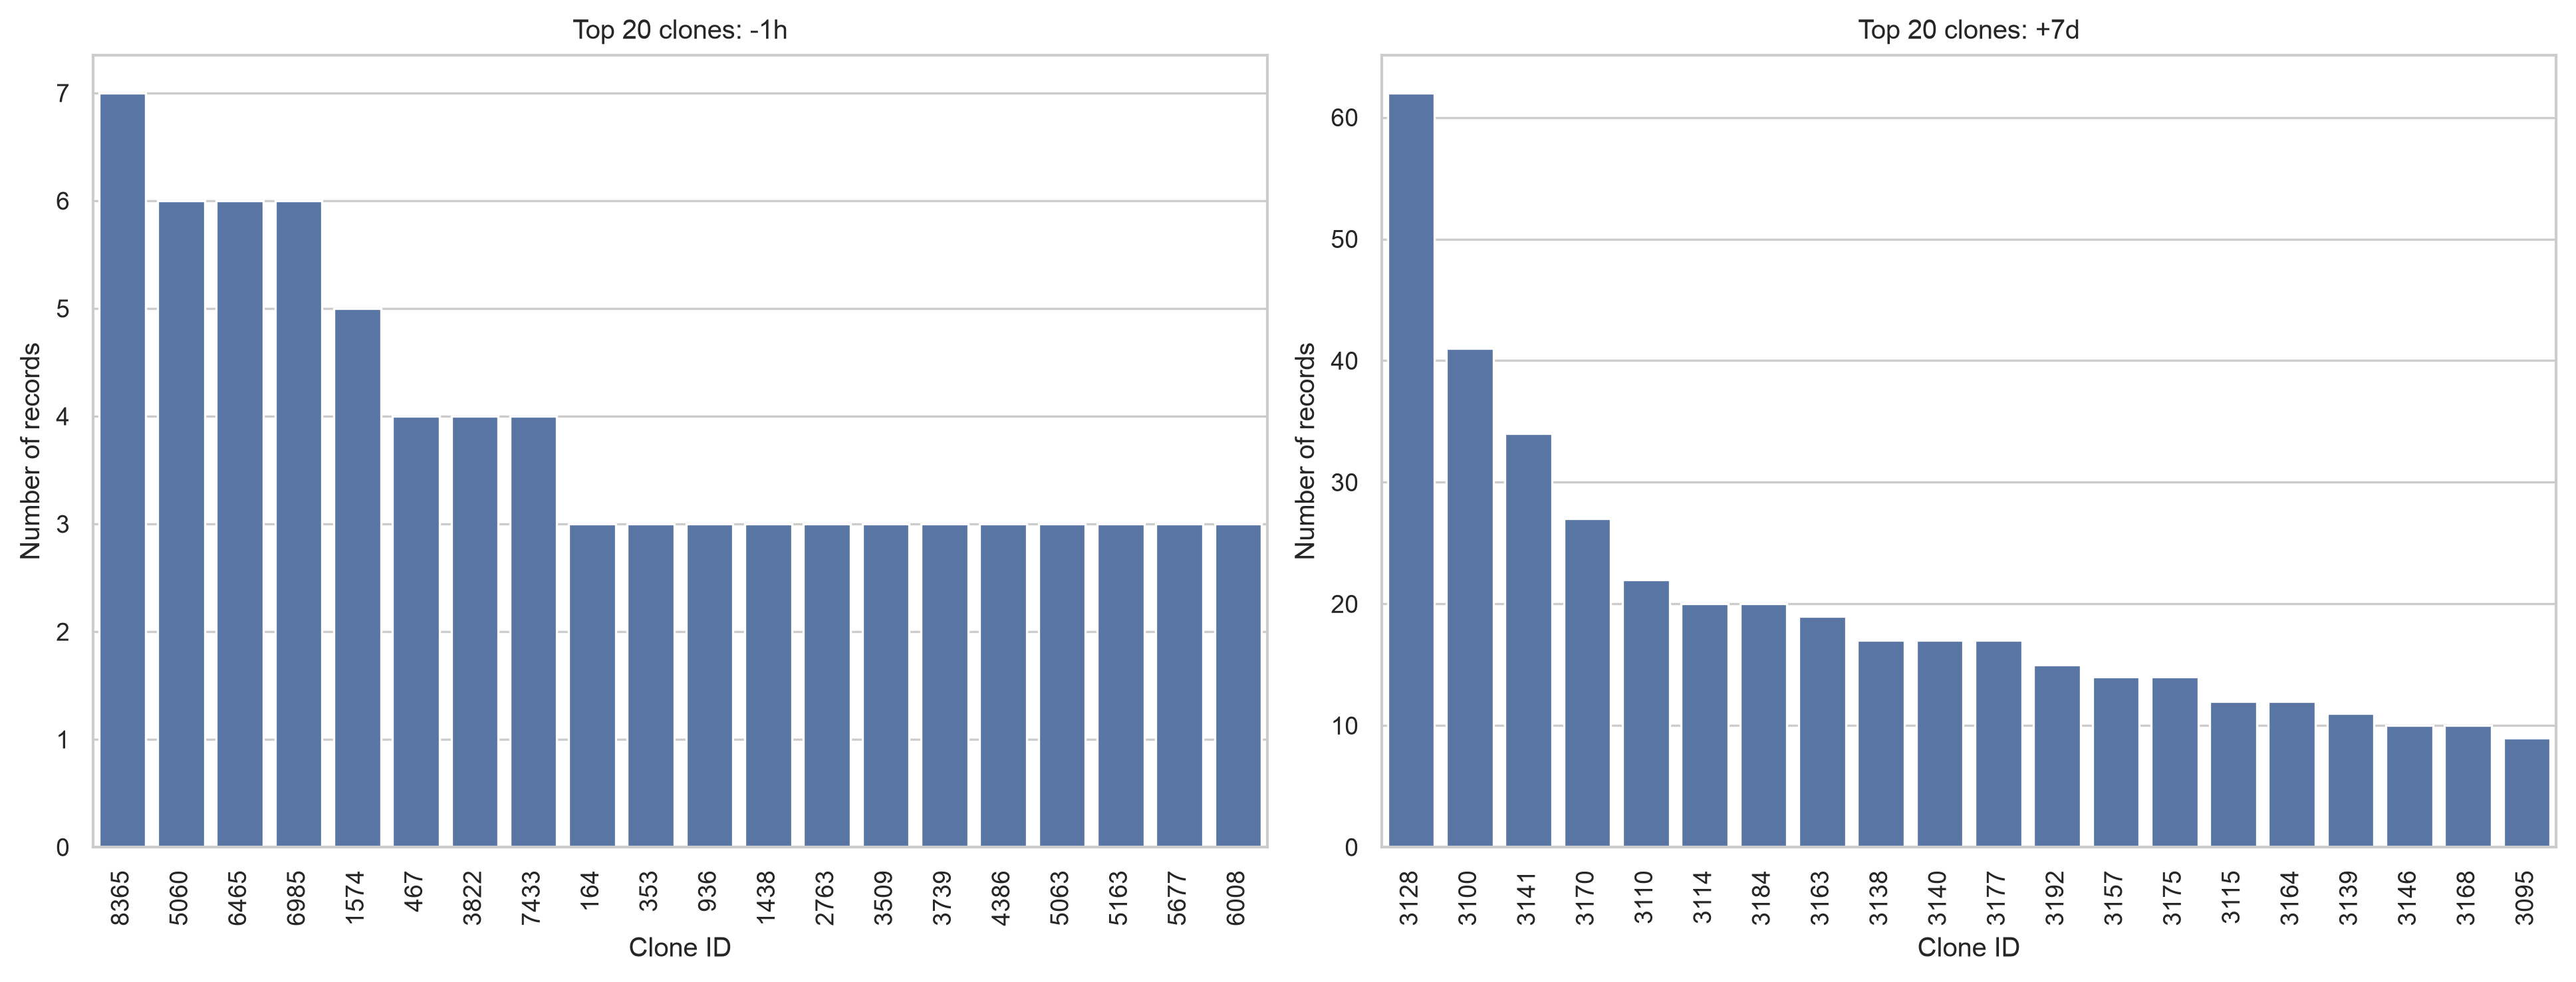 Top 20 clones: -1h
Number of records
7
6
5
4
3
2
1
0
8365 5060 6465 6985 1574 467 3822 7433 164 353 936 1438 2763 3509 3739 4386 5063 5163 5677 6008
Clone ID
Top 20 clones: +7d
Number of records
60
50
40
30
20
10
0
3128 3100 3141 3170 3110 3114 3184 3163 3138 3140 3177 3192 3157 3175 3115 3164 3139 3146 3168 3095
Clone ID